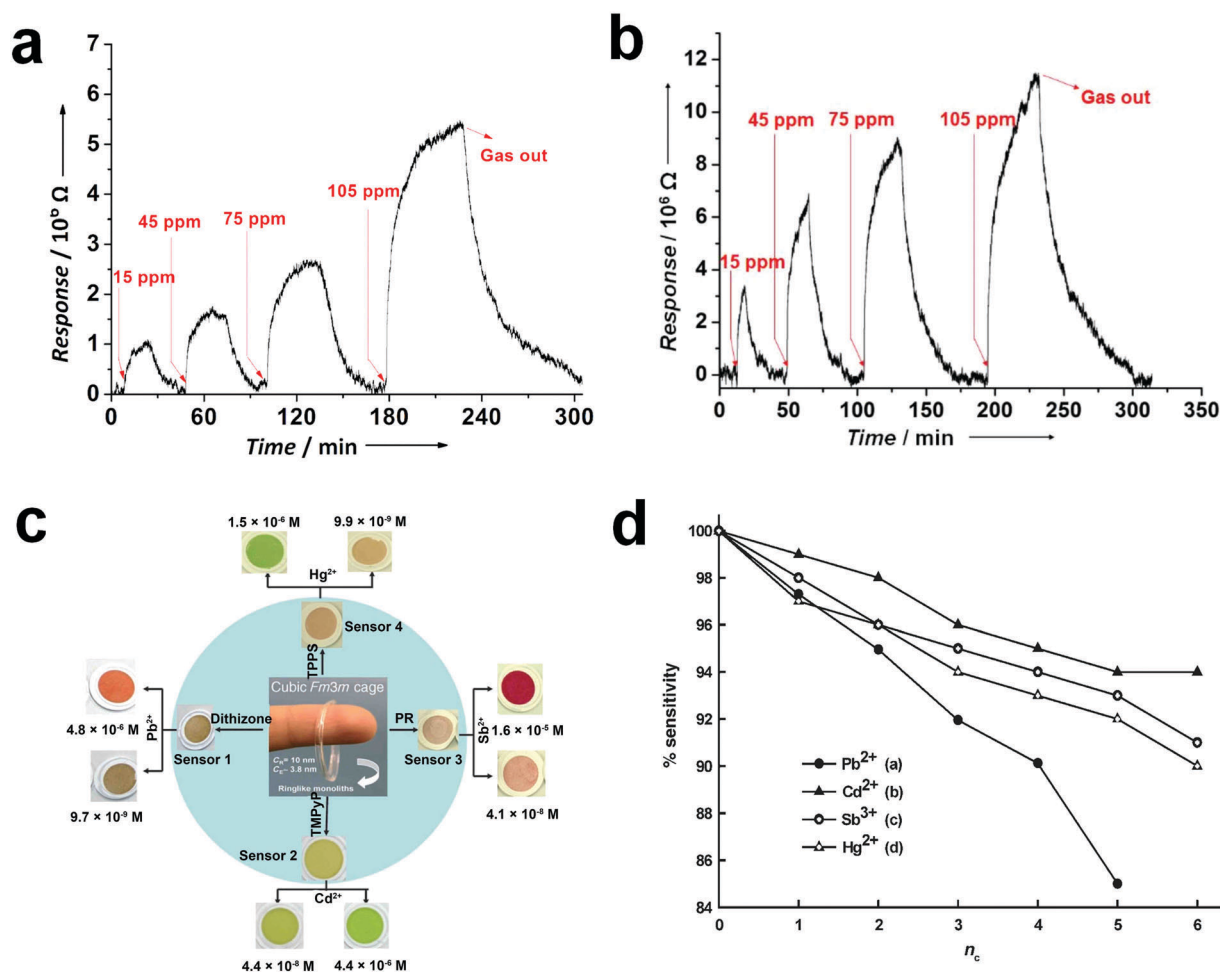 a
7
6
5
4
3
2
1
0
0 60 120 180 240 300
Response / 10⁶ Ω
Time / min
15 ppm
45 ppm
75 ppm
105 ppm
Gas out
b
12
10
8
6
4
2
0
0 50 100 150 200 250 300 350
Response / 10⁶ Ω
Time / min
15 ppm
45 ppm
75 ppm
105 ppm
Gas out
c
1.5 × 10⁻⁶ M
9.9 × 10⁻⁹ M
Hg²⁺
Sensor 4
TPPS
Cubic Fm3m cage
Pb²⁺
4.8 × 10⁻⁶ M
9.7 × 10⁻⁹ M
Sensor 1
Dithizone
PR
Sensor 3
Sb²⁺
1.6 × 10⁻⁵ M
4.1 × 10⁻⁸ M
Ringlike monoliths
TMPyP
Sensor 2
Cd²⁺
4.4 × 10⁻⁸ M
4.4 × 10⁻⁶ M
d
100
98
96
94
92
90
88
86
84
0 1 2 3 4 5 6
% sensitivity
n_c
Pb²⁺ (a)
Cd²⁺ (b)
Sb³⁺ (c)
Hg²⁺ (d)